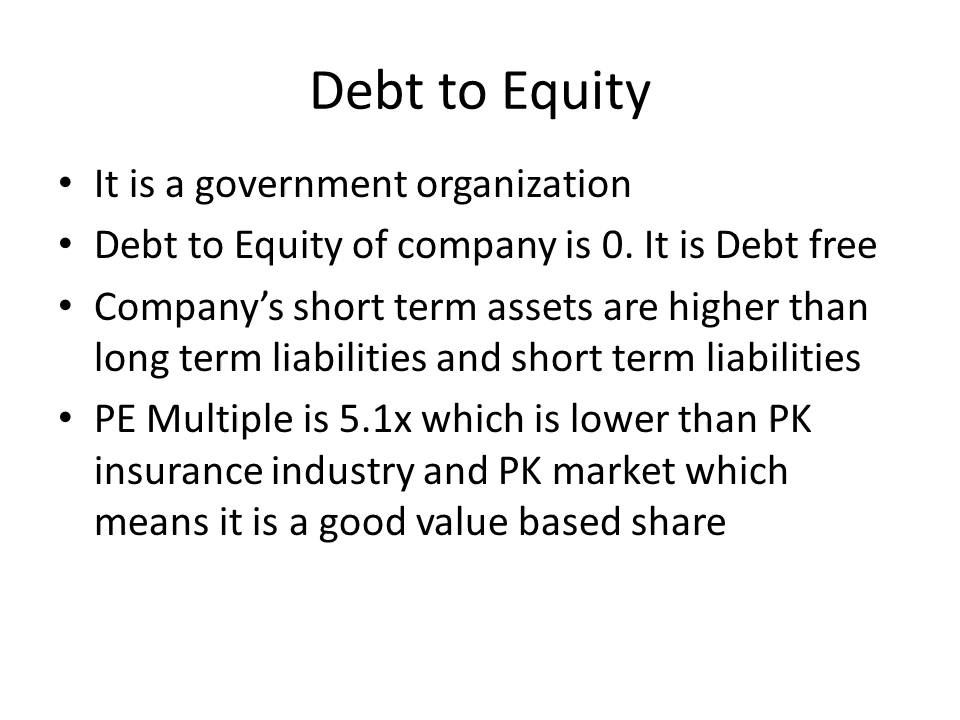 Debt to Equity
• It is a government organization
• Debt to Equity of company is 0. It is Debt free
• Company’s short term assets are higher than
long term liabilities and short term liabilities
• PE Multiple is 5.1x which is lower than PK
insurance industry and PK market which
means it is a good value based share